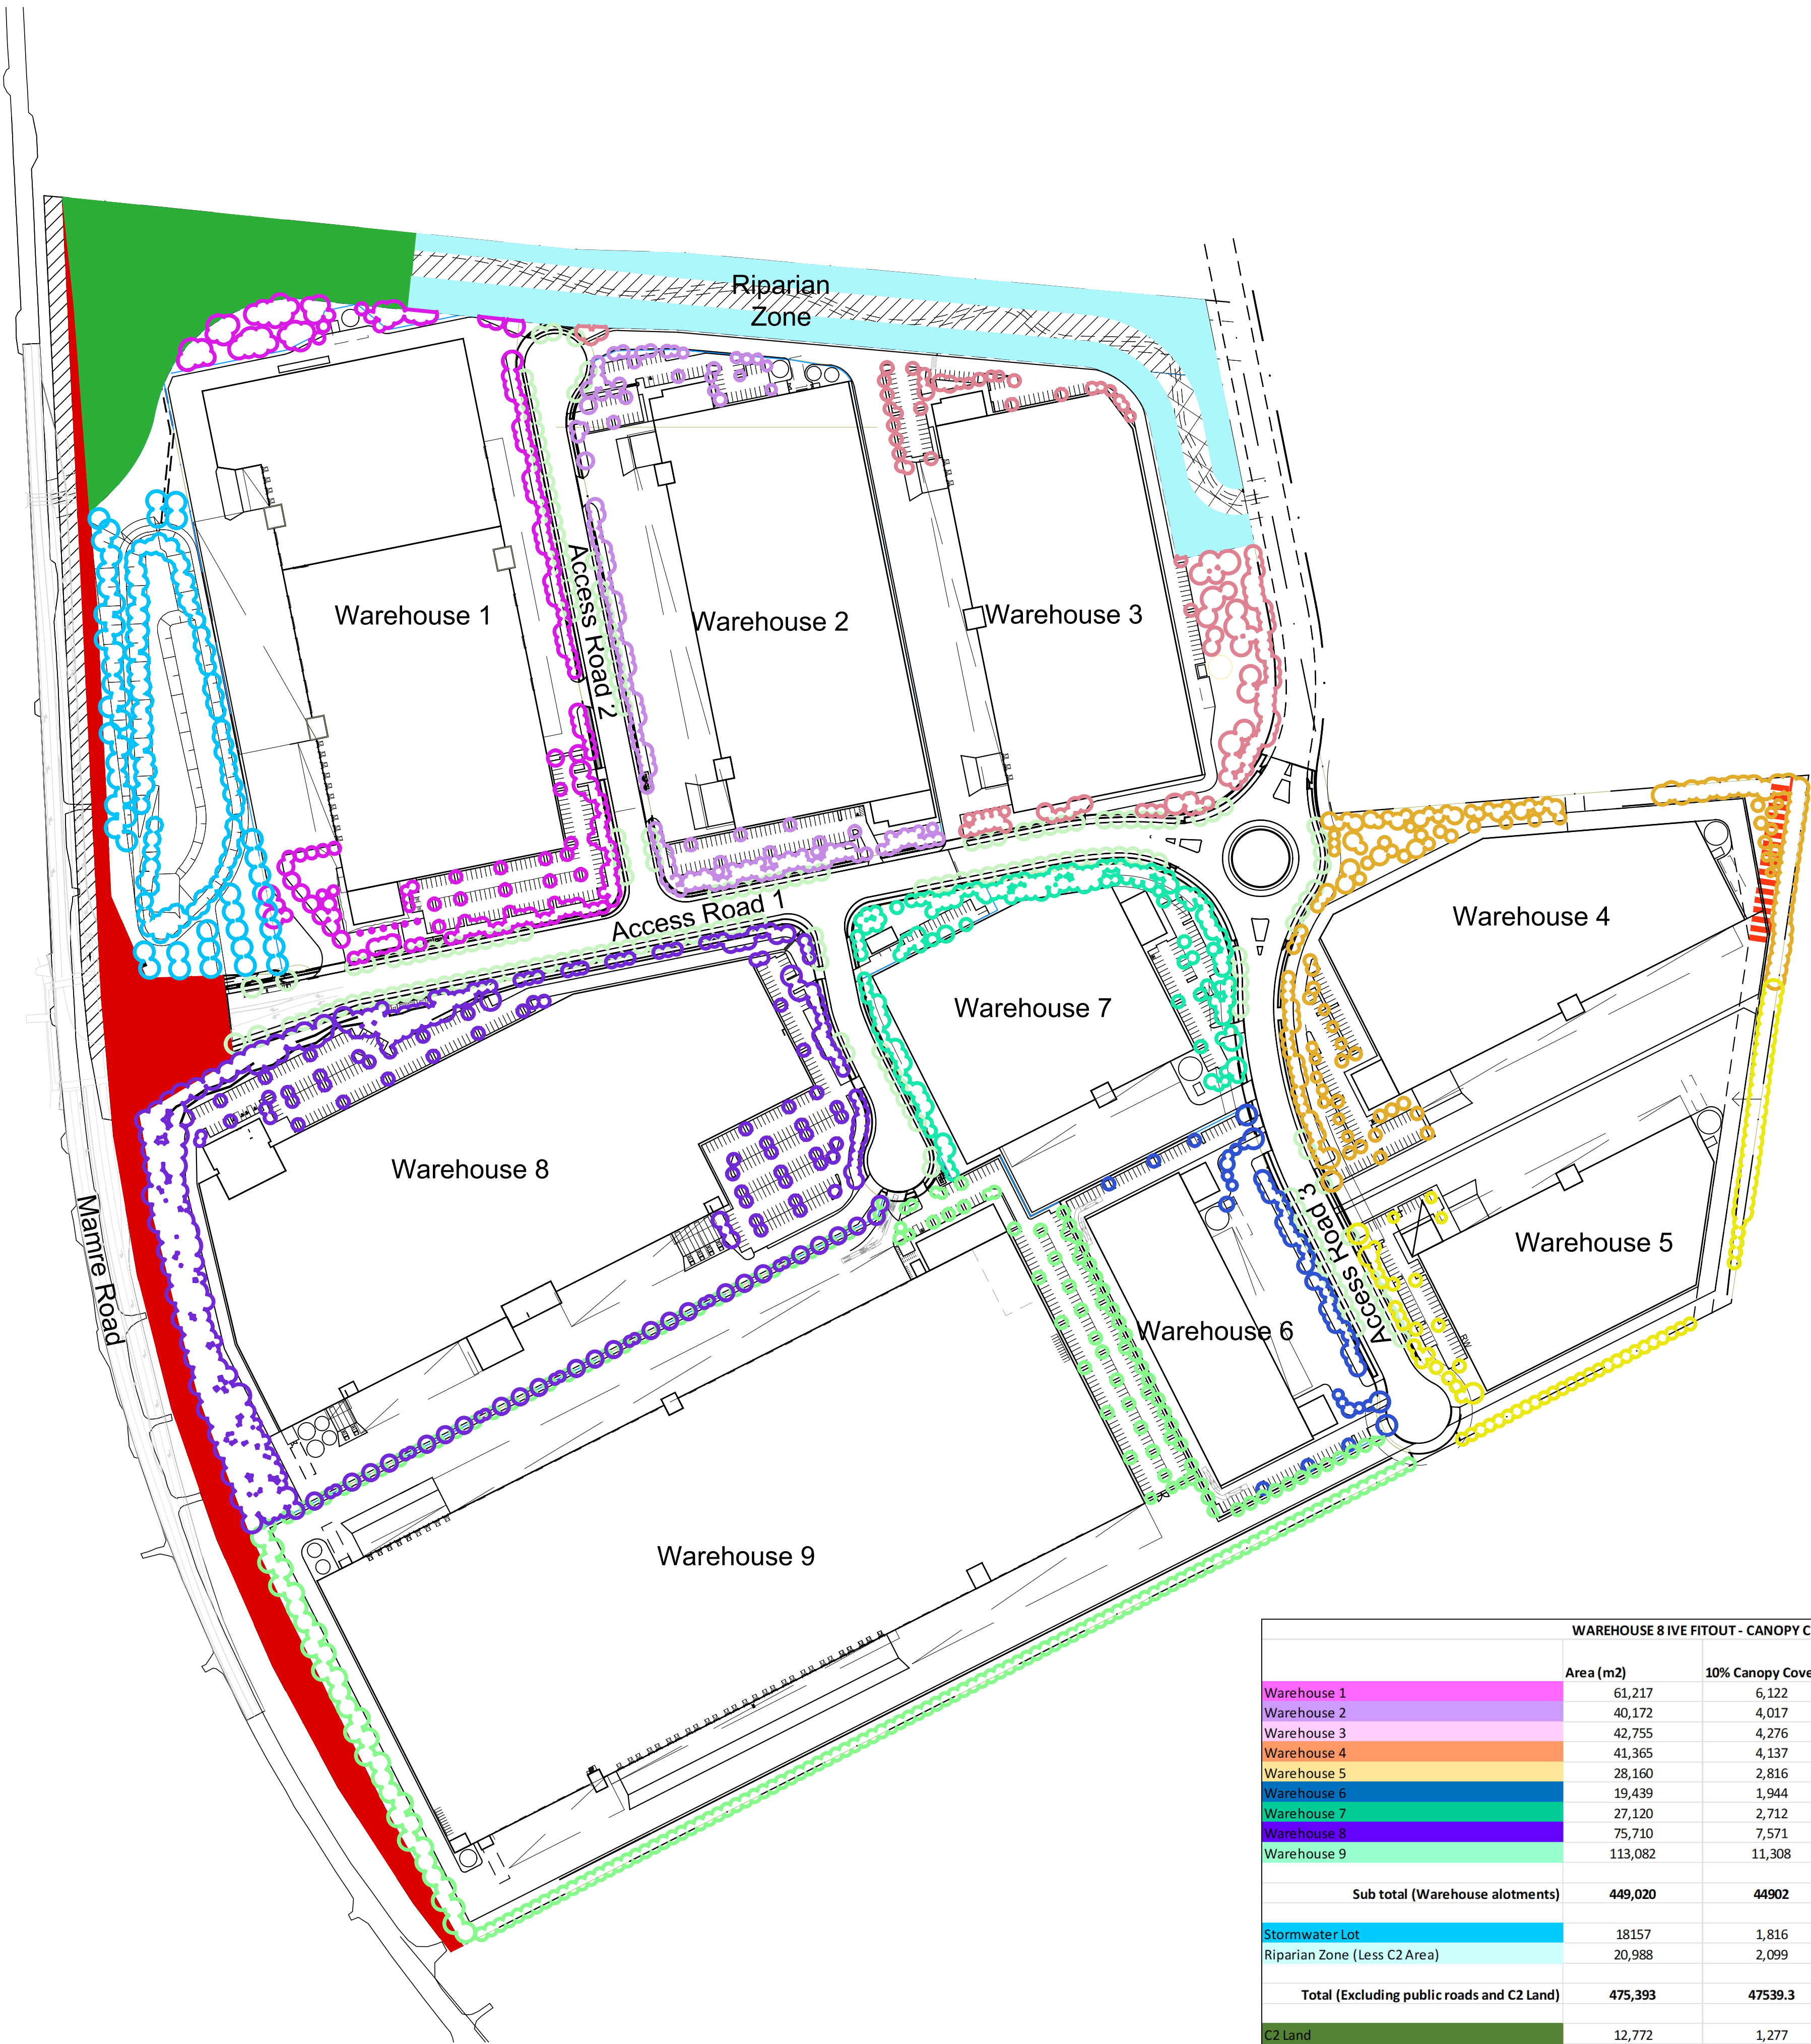 Riparian
Zone
Warehouse 1
Access Road 2
Warehouse 2
Warehouse 3
Access Road 1
Warehouse 4
Warehouse 7
Warehouse 8
Mamre Road
Access Road 3
Warehouse 5
Warehouse 6
RW
Warehouse 9
WAREHOUSE 8 IVE FITOUT - CANOPY C
Area (m2) 10% Canopy Cove
Warehouse 1 61,217 6,122
Warehouse 2 40,172 4,017
Warehouse 3 42,755 4,276
Warehouse 4 41,365 4,137
Warehouse 5 28,160 2,816
Warehouse 6 19,439 1,944
Warehouse 7 27,120 2,712
Warehouse 8 75,710 7,571
Warehouse 9 113,082 11,308
Sub total (Warehouse alotments) 449,020 44902
Stormwater Lot 18157 1,816
Riparian Zone (Less C2 Area) 20,988 2,099
Total (Excluding public roads and C2 Land) 475,393 47539.3
C2 Land 12,772 1,277